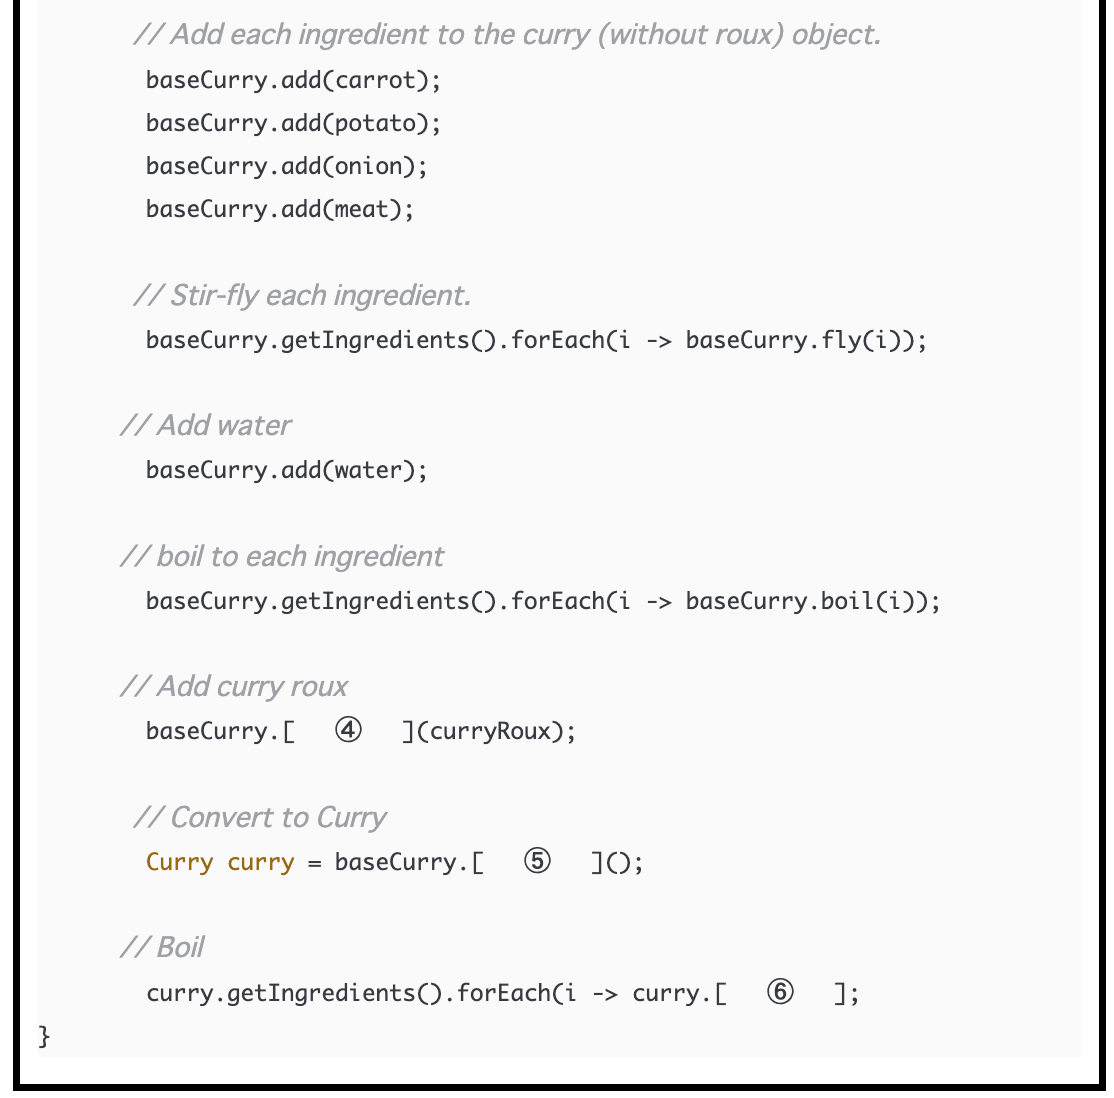 // Add each ingredient to the curry (without roux) object.
baseCurry.add(carrot);
baseCurry.add(potato);
baseCurry.add(onion);
baseCurry.add(meat);
// Stir-fly each ingredient.
baseCurry.getIngredients().forEach(i -> baseCurry.fly(i));
// Add water
baseCurry.add(water);
// boil to each ingredient
baseCurry.getIngredients().forEach(i -> baseCurry.boil(i));
// Add curry roux
baseCurry.[ ④ ](curryRoux);
// Convert to Curry
Curry curry = baseCurry.[ ⑤ ]();
// Boil
curry.getIngredients().forEach(i -> curry.[ ⑥ ];
}